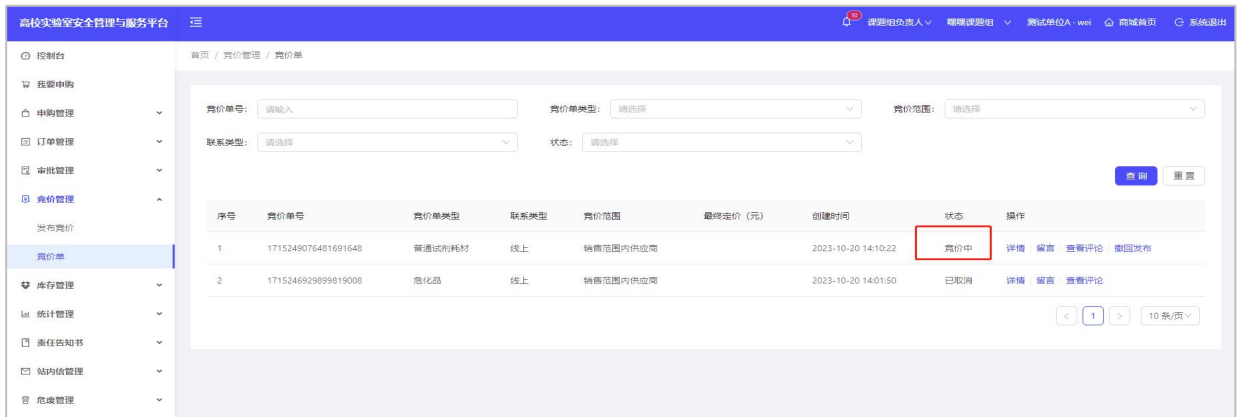 高校实验室安全管理与服务平台
10
课题组负责人 嘿嘿课题组 测试单位A - wei 商城首页 系统退出
控制台
首页 / 竞价管理 / 竞价单
我要申购
申购管理
竞价单号: 请输入 竞价单类型: 请选择 竞价范围: 请选择
订单管理
联系类型: 请选择 状态: 请选择
审批管理
查 询 重 置
竞价管理
序号 竞价单号 竞价单类型 联系类型 竞价范围 最终定价（元） 创建时间 状态 操作
发布竞价
1 1715249076481691648 普通试剂耗材 线上 销售范围内供应商 2023-10-20 14:10:22 竞价中 详情 留言 查看评论 撤回发布
竞价单
2 1715246929899819008 危化品 线上 销售范围内供应商 2023-10-20 14:01:50 已取消 详情 留言 查看评论
库存管理
< 1 > 10 条/页
统计管理
责任告知书
站内信管理
危废管理